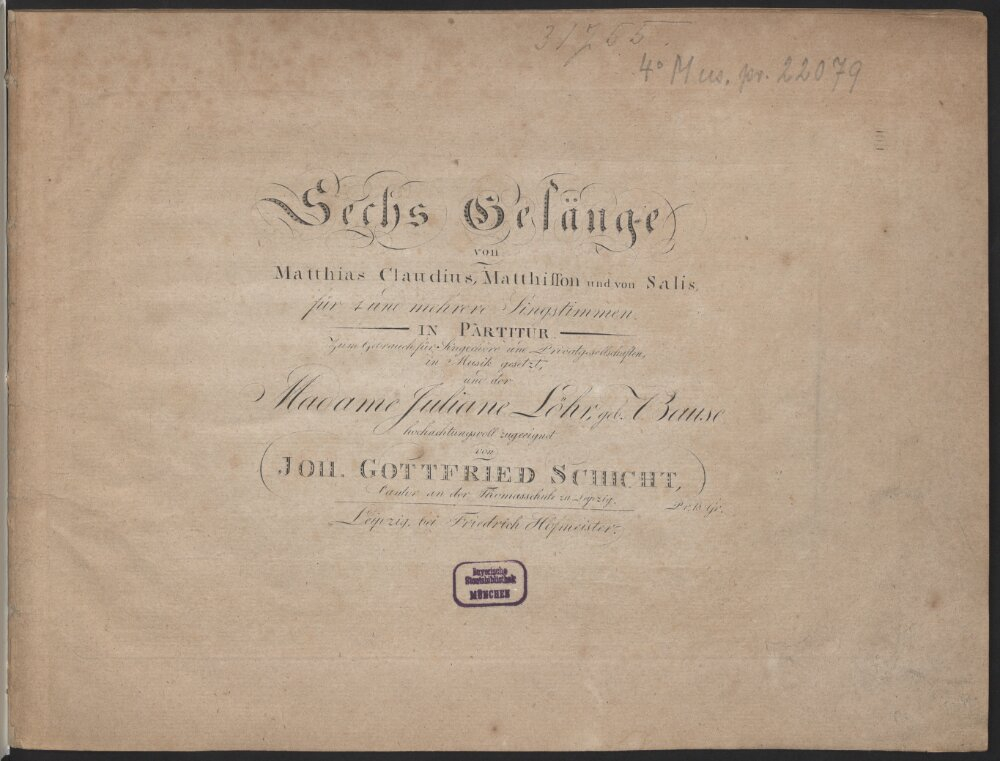 31755.
4° Mus. pr. 22079
Sechs Gesänge
von
Matthias Claudius, Matthisson und von Salis,
für 4 und mehrere Singstimmen.
IN PARTITUR.
Zum Gebrauch für Singchöre und Privatgesellschaften,
in Musik gesetzt,
und der
Madame Juliane Löhr, geb. Bause
hochachtungsvoll zugeeignet
von
(JOH. GOTTFRIED SCHICHT,)
Cantor an der Thomasschule zu Leipzig.
Leipzig, bei Friedrich Hofmeister.
Bayerische
Staatsbibliothek
MÜNCHEN